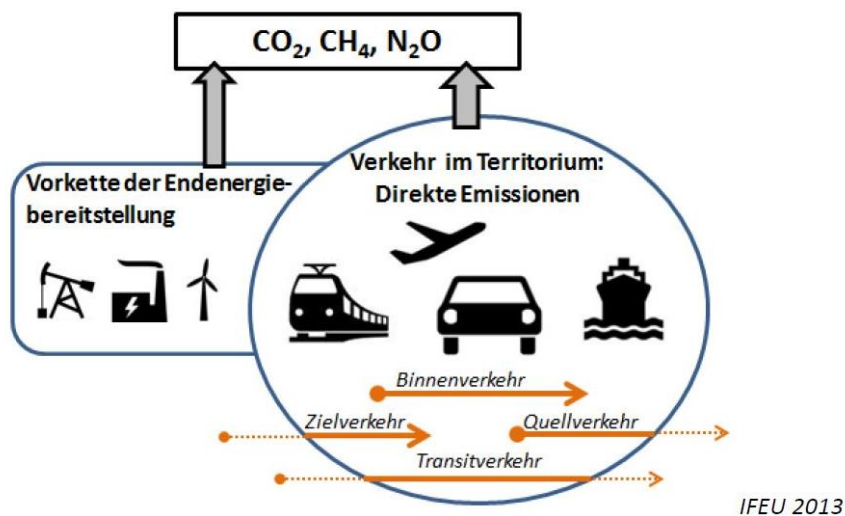 CO₂, CH₄, N₂O
Vorkette der Endenergie-
bereitstellung
Verkehr im Territorium:
Direkte Emissionen
Binnenverkehr
Zielverkehr
Quellverkehr
Transitverkehr
IFEU 2013